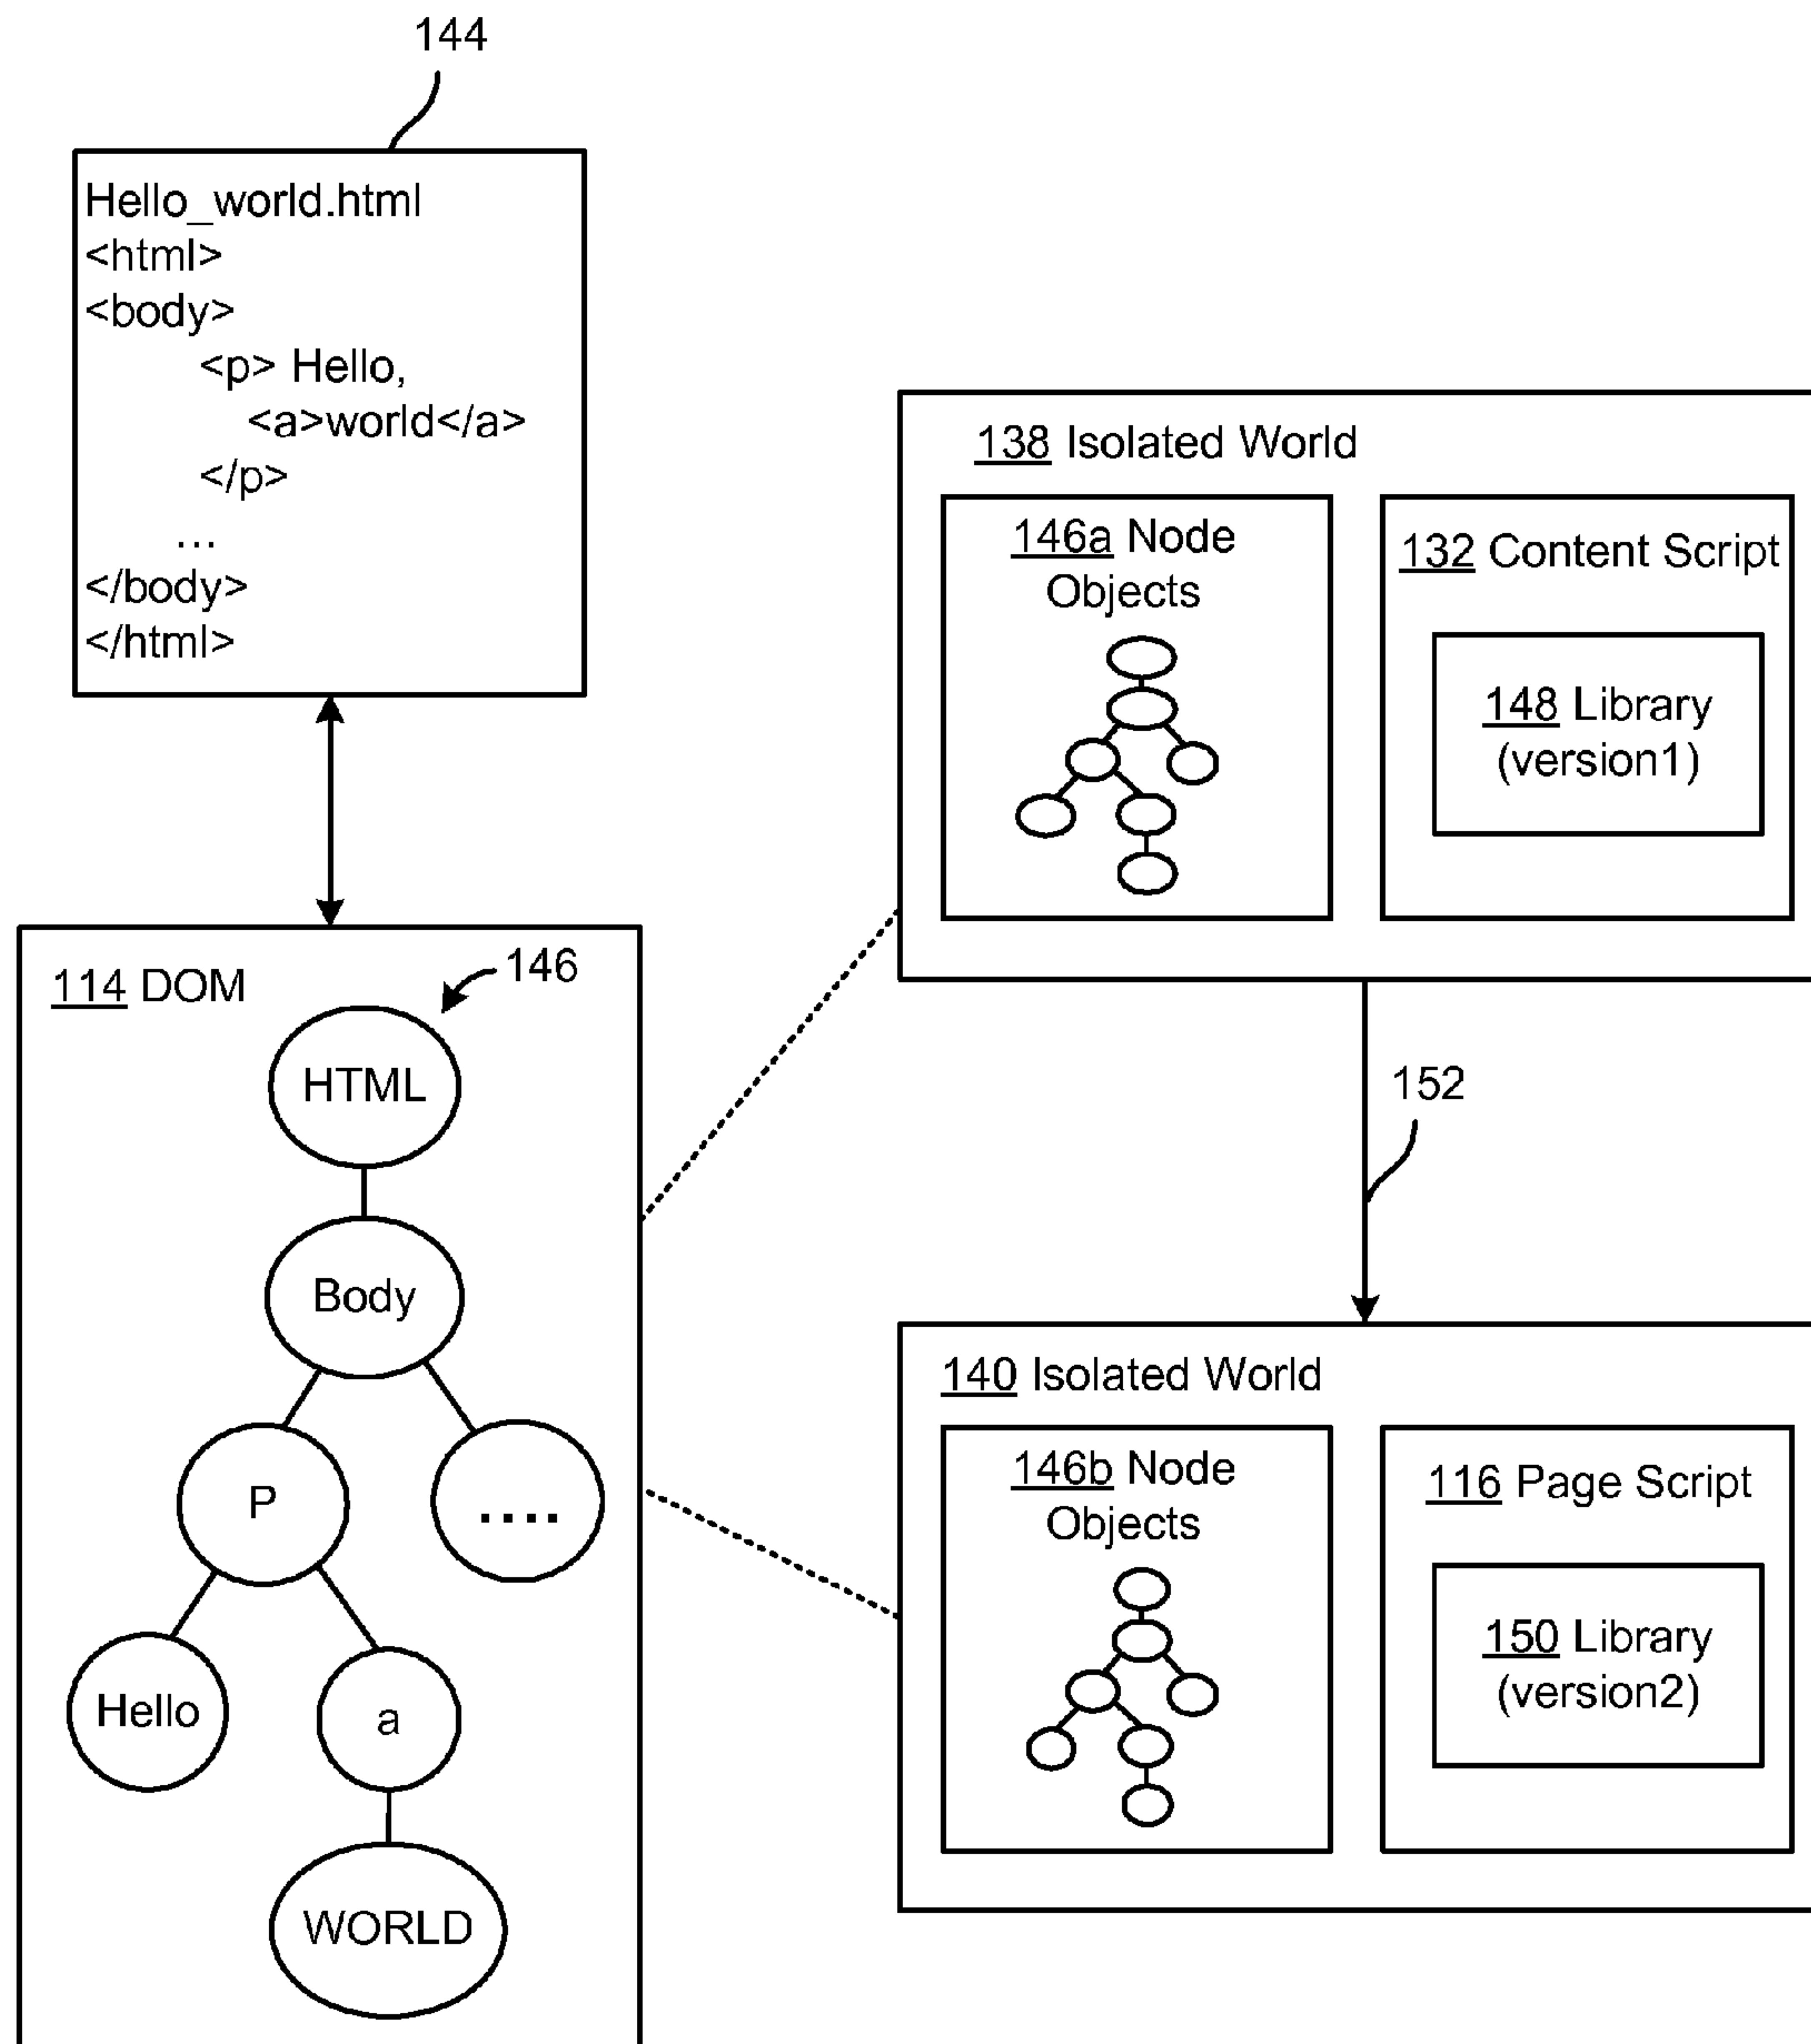 144
Hello_world.html
<html>
<body>
<p> Hello,
<a>world</a>
</p>
...
</body>
</html>
138 Isolated World
146a Node
Objects
132 Content Script
148 Library
(version1)
114 DOM
146
HTML
Body
P
....
Hello
a
WORLD
152
140 Isolated World
146b Node
Objects
116 Page Script
150 Library
(version2)